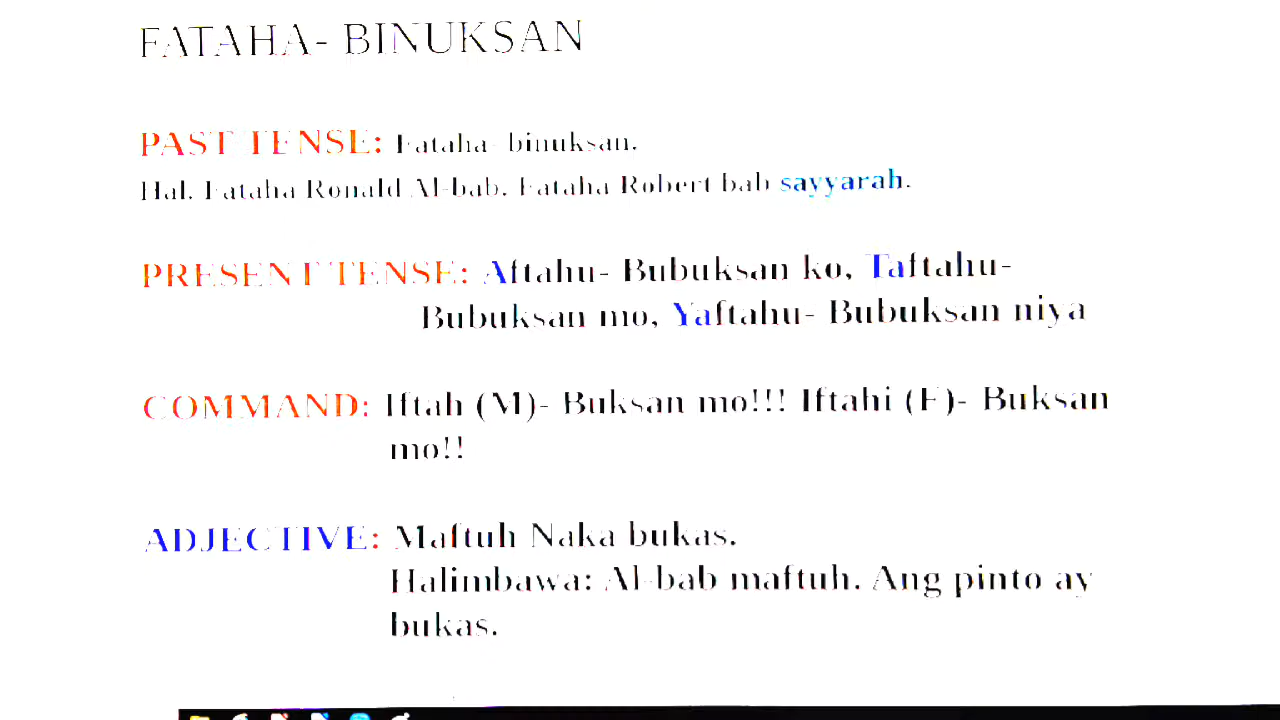 FATAHA- BINUKSAN
PAST TENSE: Fataha- binuksan.
Hal. Fataha Ronald Al-bab. Fataha Robert bab sayyarah.
PRESENT TENSE: Aftahu- Bubuksan ko, Taftahu-
Bubuksan mo, Yaftahu- Bubuksan niya
COMMAND: Iftah (M)- Buksan mo!!! Iftahi (F)- Buksan
mo!!
ADJECTIVE: Maftuh Naka bukas.
Halimbawa: Al-bab maftuh. Ang pinto ay
bukas.